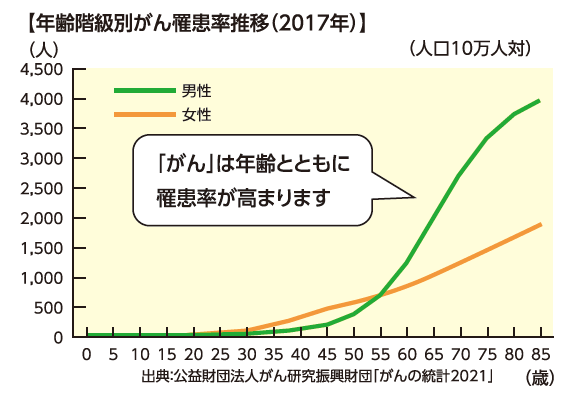 【年齢階級別がん罹患率推移（2017年）】
（人） （人口10万人対）
4,500
4,000
3,500
3,000
2,500
2,000
1,500
1,000
500
0
男性
女性
「がん」は年齢とともに
罹患率が高まります
0 5 10 15 20 25 30 35 40 45 50 55 60 65 70 75 80 85
出典:公益財団法人がん研究振興財団「がんの統計2021」 （歳）